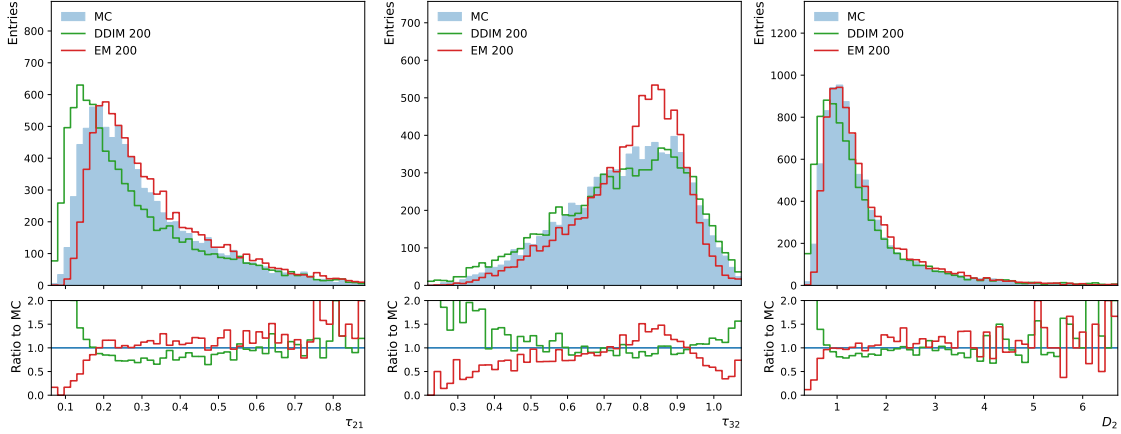 Entries
800
700
600
500
400
300
200
100
0
MC
DDIM 200
EM 200
Ratio to MC
2.0
1.5
1.0
0.5
0.0
0.1 0.2 0.3 0.4 0.5 0.6 0.7 0.8
τ21
Entries
700
600
500
400
300
200
100
0
MC
DDIM 200
EM 200
Ratio to MC
2.0
1.5
1.0
0.5
0.0
0.3 0.4 0.5 0.6 0.7 0.8 0.9 1.0
τ32
Entries
1200
1000
800
600
400
200
0
MC
DDIM 200
EM 200
Ratio to MC
2.0
1.5
1.0
0.5
0.0
1 2 3 4 5 6
D2